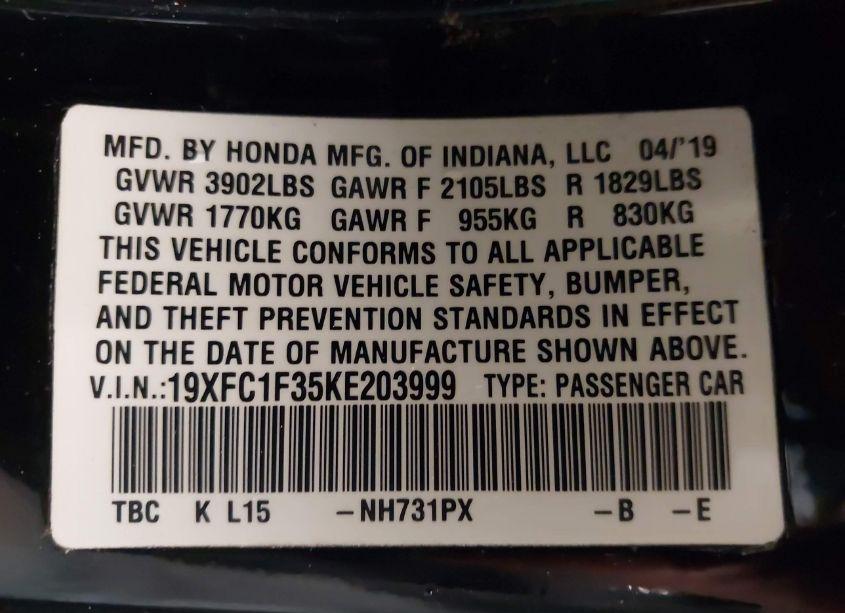 MFD. BY HONDA MFG. OF INDIANA, LLC 04/'19
GVWR 3902LBS GAWR F 2105LBS R 1829LBS
GVWR 1770KG GAWR F 955KG R 830KG
THIS VEHICLE CONFORMS TO ALL APPLICABLE
FEDERAL MOTOR VEHICLE SAFETY, BUMPER,
AND THEFT PREVENTION STANDARDS IN EFFECT
ON THE DATE OF MANUFACTURE SHOWN ABOVE.
V.I.N.:19XFC1F35KE203999 TYPE: PASSENGER CAR
TBC K L15 –NH731PX –B –E